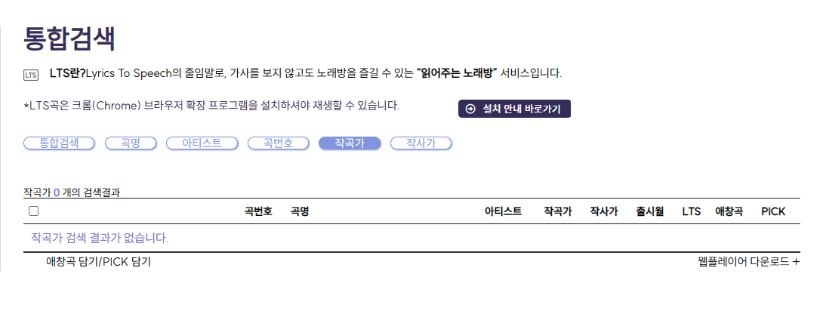 통합검색
LTS LTS란?Lyrics To Speech의 줄임말로, 가사를 보지 않고도 노래방을 즐길 수 있는 "읽어주는 노래방" 서비스입니다.
*LTS곡은 크롬(Chrome) 브라우저 확장 프로그램을 설치하셔야 재생할 수 있습니다. 설치 안내 바로가기
통합검색 곡명 아티스트 곡번호 작곡가 작사가
작곡가 0 개의 검색결과
곡번호 곡명 아티스트 작곡가 작사가 출시월 LTS 애창곡 PICK
작곡가 검색 결과가 없습니다.
애창곡 담기/PICK 담기 웹플레이어 다운로드 +